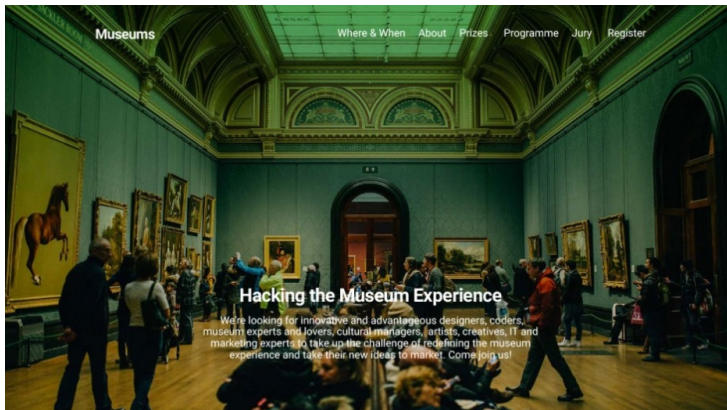 Museums
Where & When About Prizes Programme Jury Register
Hacking the Museum Experience
We're looking for innovative and advantageous designers, coders,
museum experts and lovers, cultural managers, artists, creatives, IT and
marketing experts to take up the challenge of redefining the museum
experience and take their new ideas to market. Come join us!